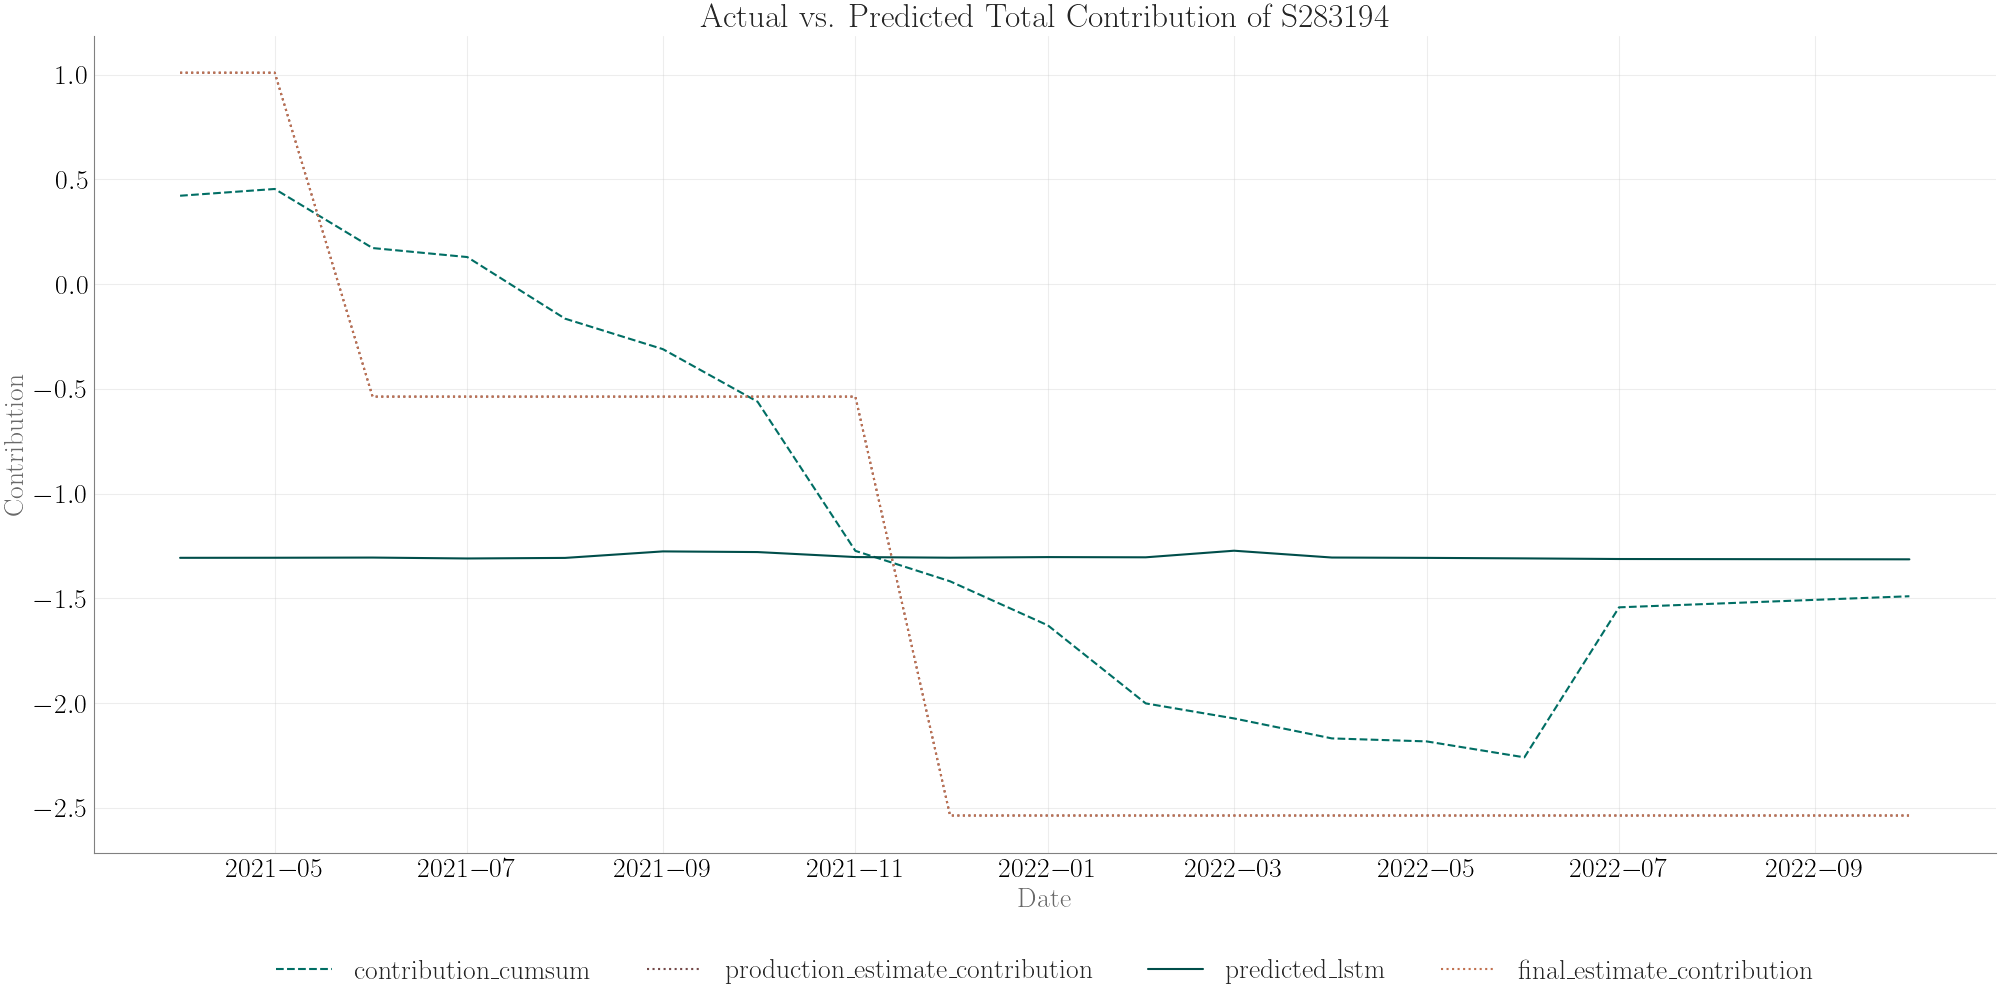 Actual vs. Predicted Total Contribution of S283194
Contribution
1.0
0.5
0.0
−0.5
−1.0
−1.5
−2.0
−2.5
2021−05 2021−07 2021−09 2021−11 2022−01 2022−03 2022−05 2022−07 2022−09
Date
contribution_cumsum production_estimate_contribution predicted_lstm final_estimate_contribution